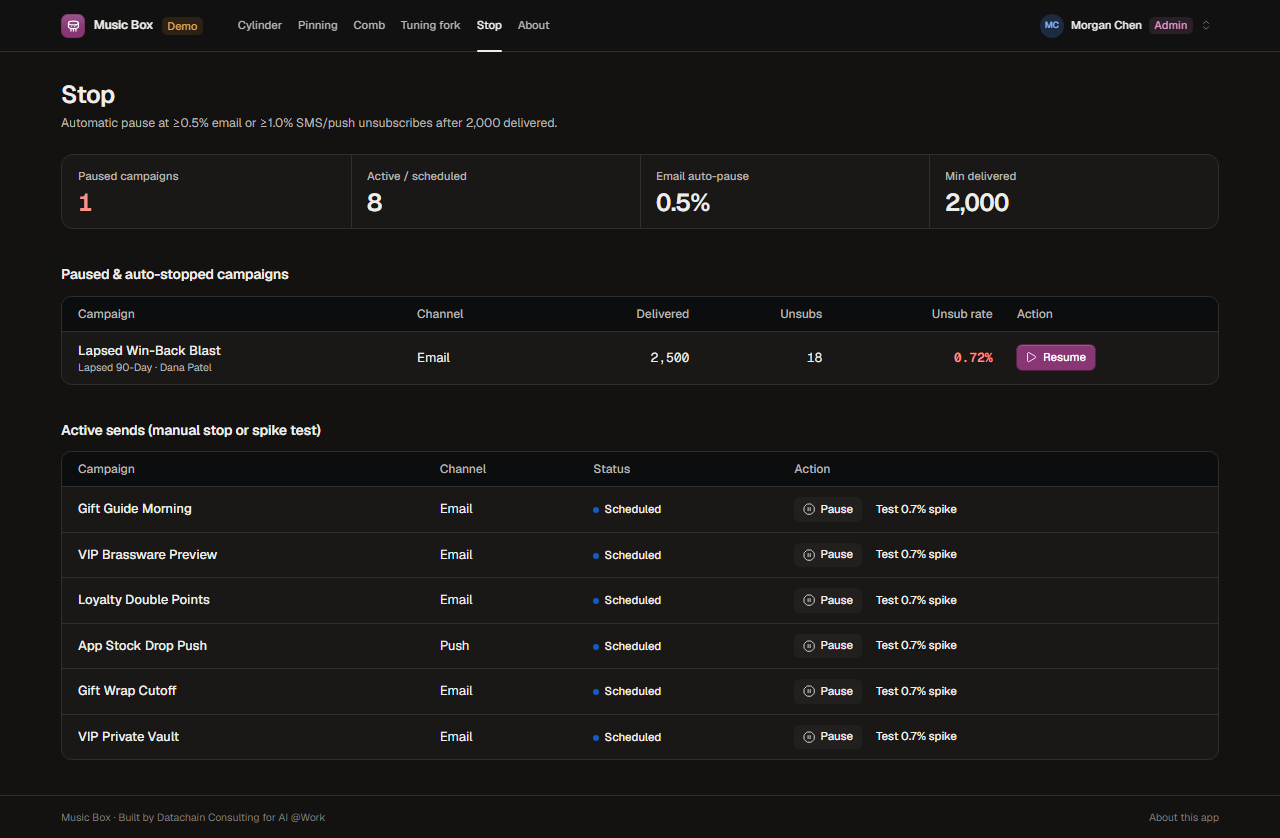 Music Box Demo Cylinder Pinning Comb Tuning fork Stop About MC Morgan Chen Admin
Stop
Automatic pause at ≥0.5% email or ≥1.0% SMS/push unsubscribes after 2,000 delivered.
Paused campaigns Active / scheduled Email auto-pause Min delivered
1 8 0.5% 2,000
Paused & auto-stopped campaigns
Campaign Channel Delivered Unsubs Unsub rate Action
Lapsed Win-Back Blast Email 2,500 18 0.72% Resume
Lapsed 90-Day · Dana Patel
Active sends (manual stop or spike test)
Campaign Channel Status Action
Gift Guide Morning Email Scheduled Pause Test 0.7% spike
VIP Brassware Preview Email Scheduled Pause Test 0.7% spike
Loyalty Double Points Email Scheduled Pause Test 0.7% spike
App Stock Drop Push Push Scheduled Pause Test 0.7% spike
Gift Wrap Cutoff Email Scheduled Pause Test 0.7% spike
VIP Private Vault Email Scheduled Pause Test 0.7% spike
Music Box · Built by Datachain Consulting for AI @Work About this app